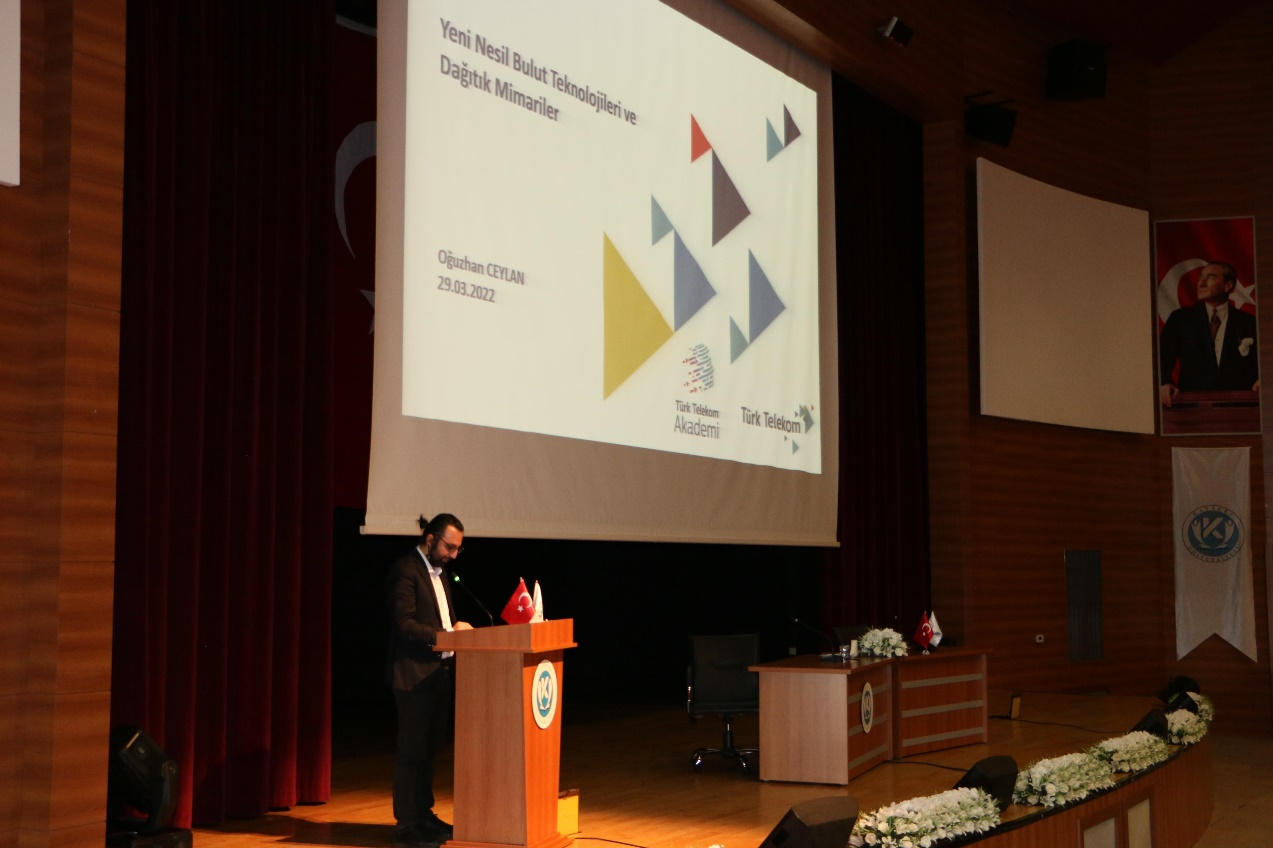 Yeni Nesil Bulut Teknolojileri ve
Dağıtık Mimariler
Oğuzhan CEYLAN
29.03.2022
Türk Telekom
Akademi
Türk Telekom
K
K
K